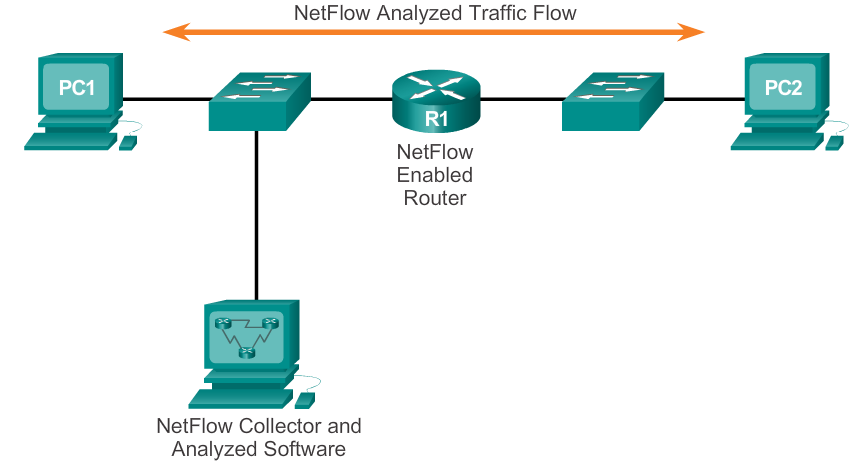 NetFlow Analyzed Traffic Flow
PC1
R1
PC2
NetFlow
Enabled
Router
NetFlow Collector and
Analyzed Software